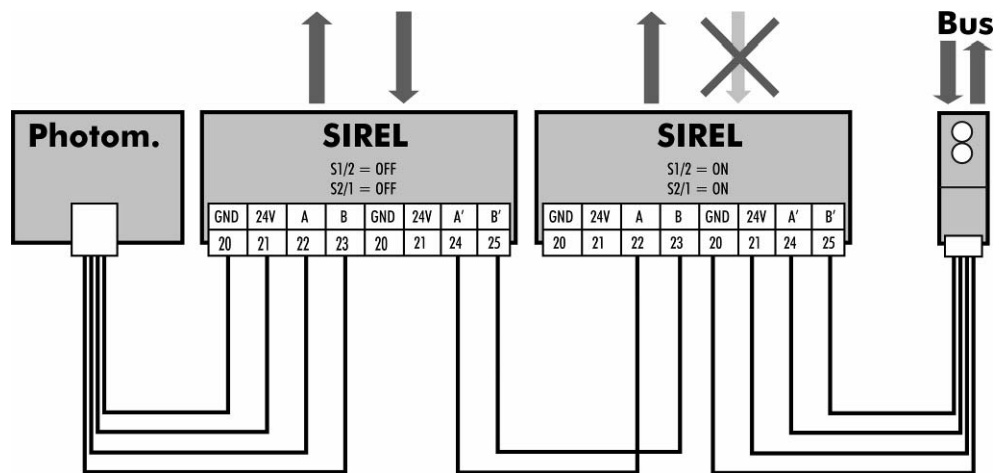 Bus
Photom.
SIREL
S1/2 = OFF
S2/1 = OFF
GND 24V A B GND 24V A′ B′
20 21 22 23 20 21 24 25
SIREL
S1/2 = ON
S2/1 = ON
GND 24V A B GND 24V A′ B′
20 21 22 23 20 21 24 25